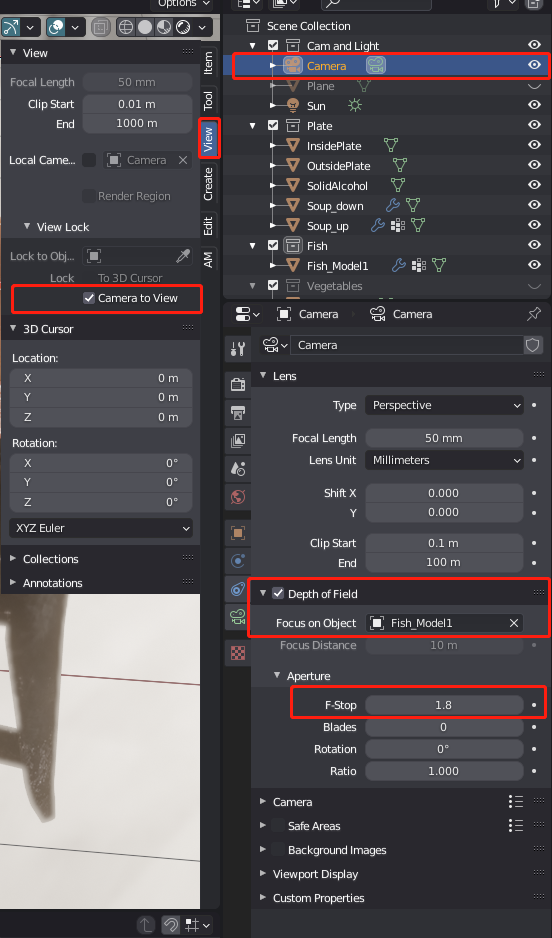 Options
View
Focal Length 50 mm
Clip Start 0.01 m
End 1000 m
Local Came... Camera
Render Region
View Lock
Lock to Obj...
Lock To 3D Cursor
Camera to View
3D Cursor
Location:
X 0 m
Y 0 m
Z 0 m
Rotation:
X 0°
Y 0°
Z 0°
XYZ Euler
Collections
Annotations
Item
Tool
View
Create
Edit
AM
Scene Collection
Cam and Light
Camera
Plane
Sun
Plate
InsidePlate
OutsidePlate
SolidAlcohol
Soup_down
Soup_up
Fish
Fish_Model1
Vegetables
Camera Camera
Camera
Lens
Type Perspective
Focal Length 50 mm
Lens Unit Millimeters
Shift X 0.000
Y 0.000
Clip Start 0.1 m
End 100 m
Depth of Field
Focus on Object Fish_Model1
Focus Distance 10 m
Aperture
F-Stop 1.8
Blades 0
Rotation 0°
Ratio 1.000
Camera
Safe Areas
Background Images
Viewport Display
Custom Properties